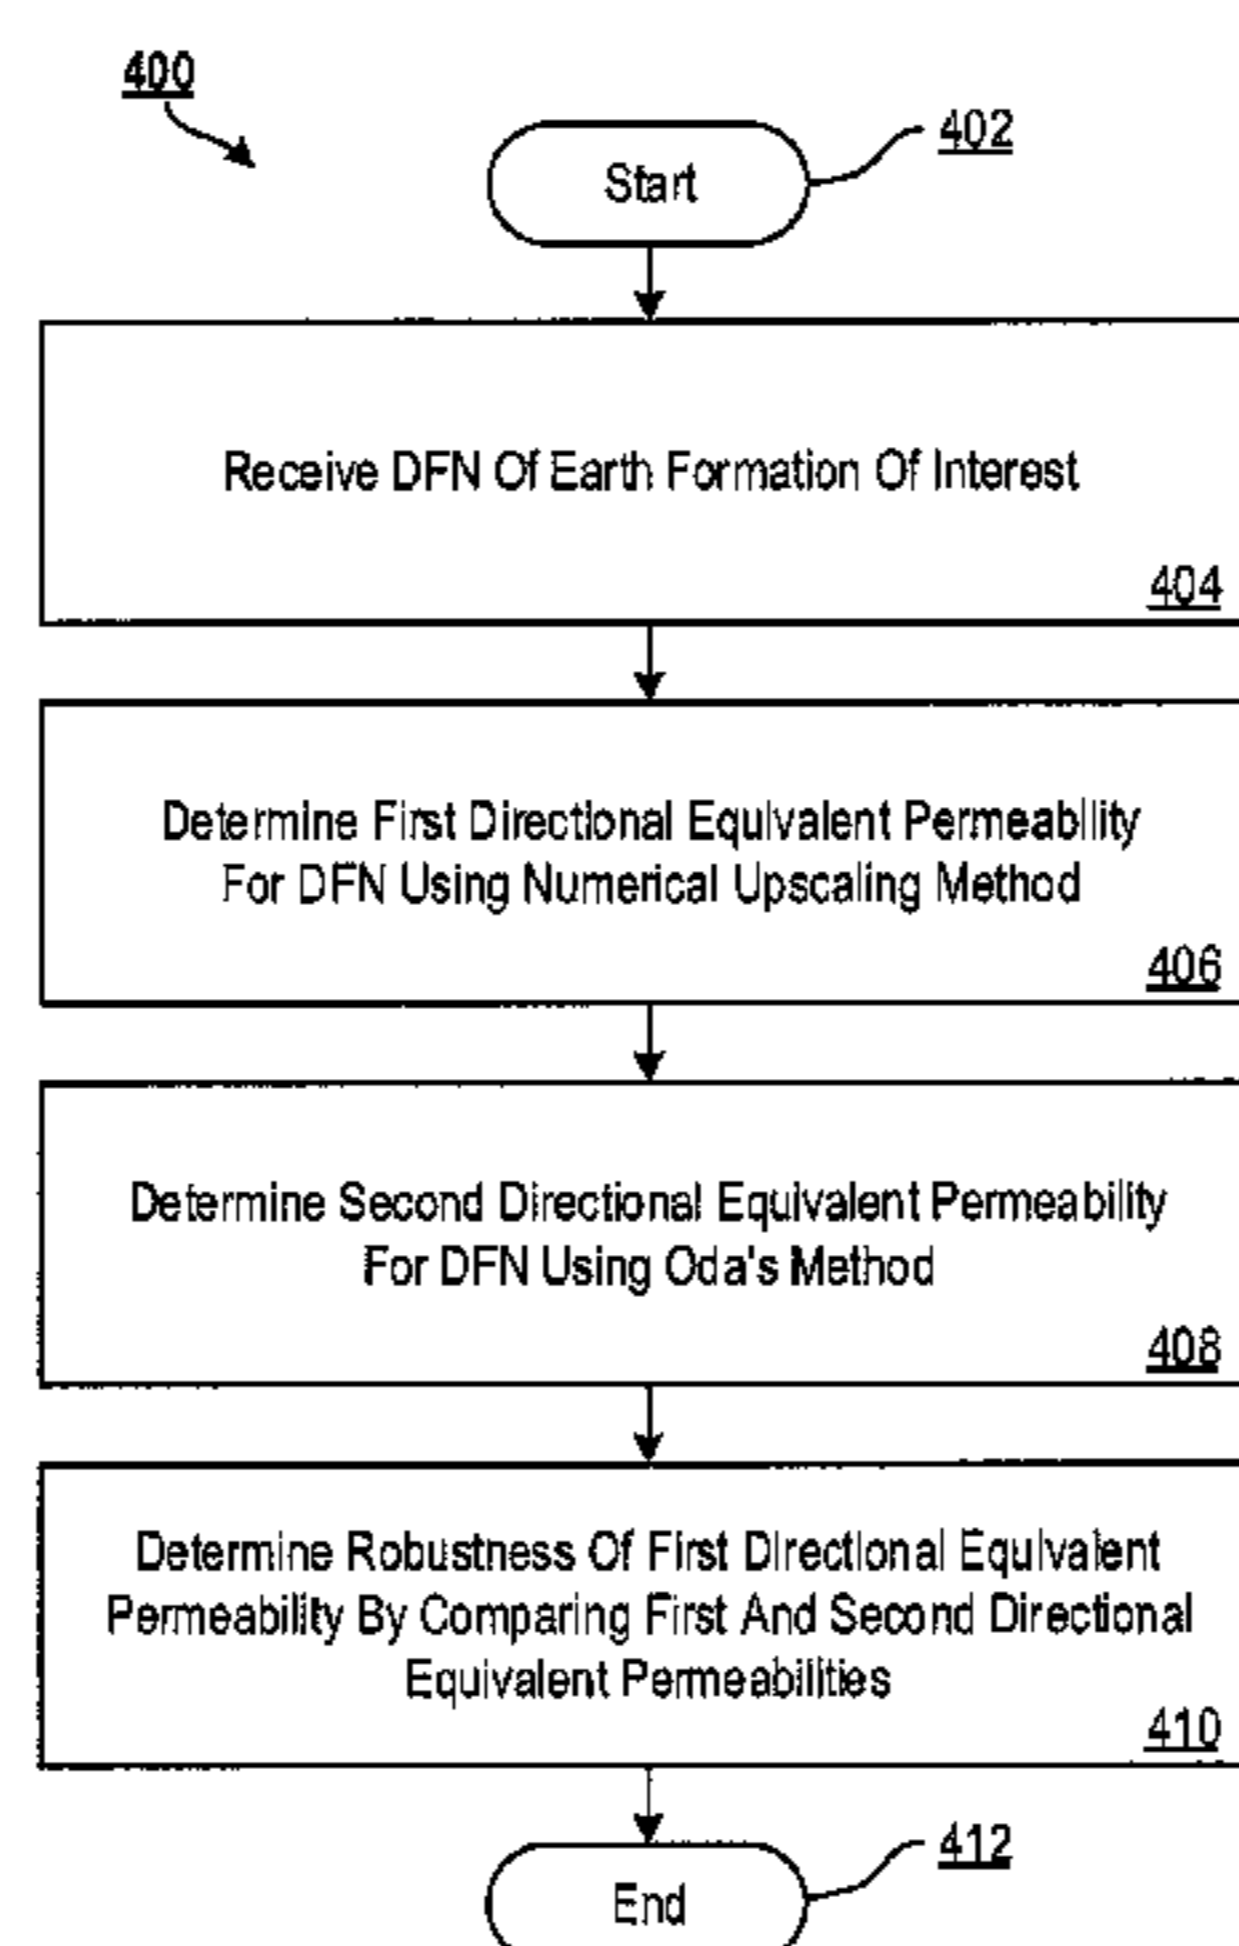 400
Start
402
Receive DFN Of Earth Formation Of Interest
404
Determine First Directional Equivalent Permeability
For DFN Using Numerical Upscaling Method
406
Determine Second Directional Equivalent Permeability
For DFN Using Oda's Method
408
Determine Robustness Of First Directional Equivalent
Permeability By Comparing First And Second Directional
Equivalent Permeabilities
410
412
End